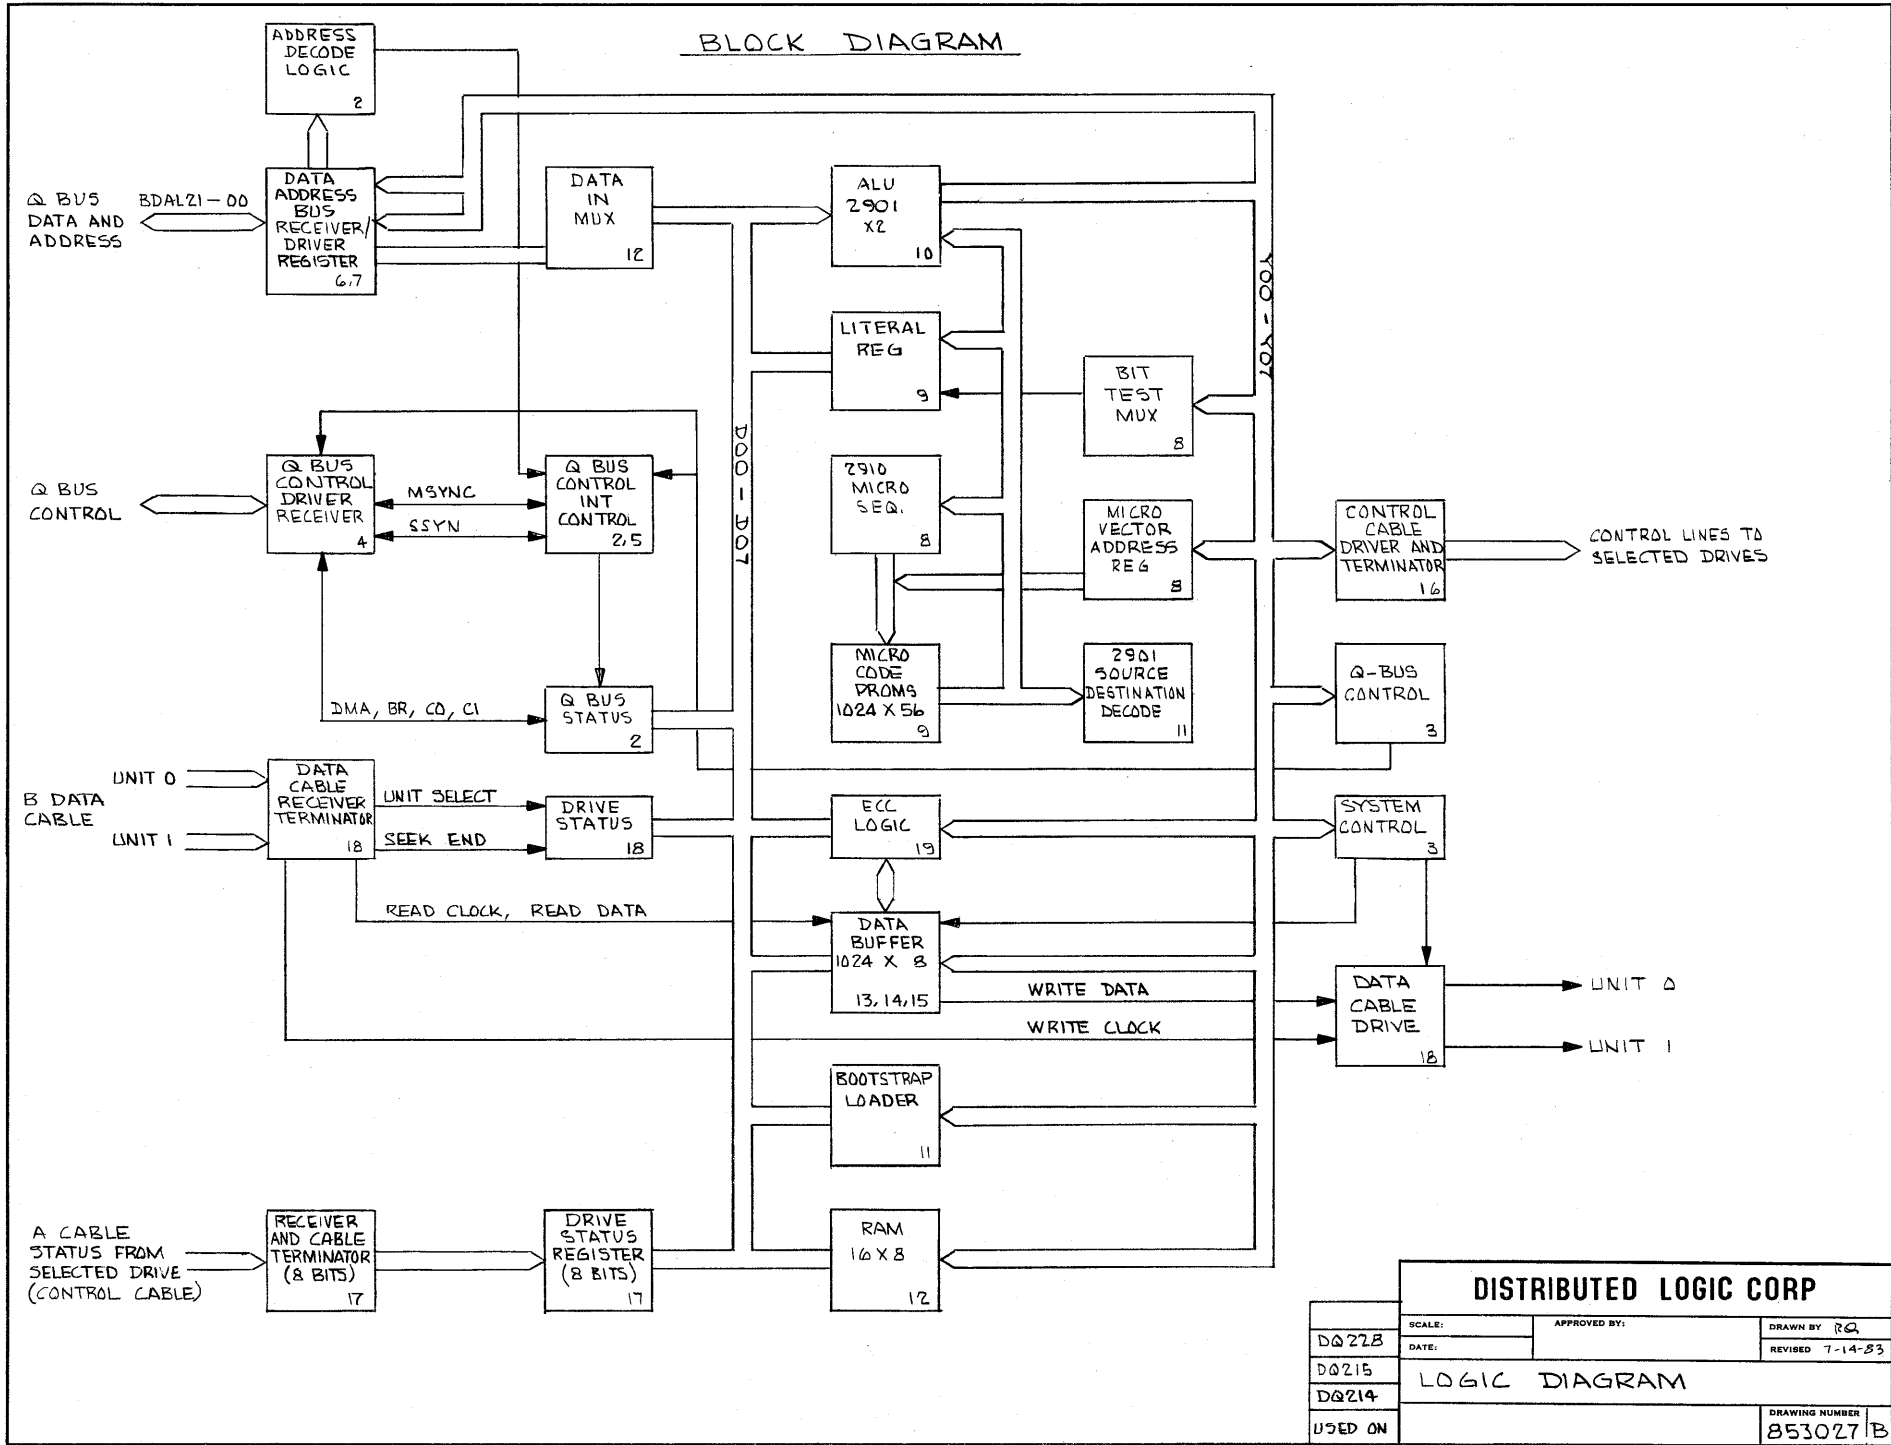 BLOCK DIAGRAM
ADDRESS
DECODE
LOGIC
2
Q BUS
DATA AND
ADDRESS
BDAL21-00
DATA
ADDRESS
BUS
RECEIVER/
DRIVER
REGISTER
6,7
DATA
IN
MUX
12
ALU
2901
X2
10
Y00-Y07
LITERAL
REG
9
BIT
TEST
MUX
8
D00-D07
Q BUS
CONTROL
Q BUS
CONTROL
DRIVER
RECEIVER
4
MSYNC
SSYN
Q BUS
CONTROL
INT
CONTROL
2,5
2910
MICRO
SEQ.
8
MICRO
VECTOR
ADDRESS
REG
8
CONTROL
CABLE
DRIVER AND
TERMINATOR
16
CONTROL LINES TO
SELECTED DRIVES
DMA, BR, C0, C1
Q BUS
STATUS
2
MICRO
CODE
PROMS
1024 X 56
9
2901
SOURCE
DESTINATION
DECODE
11
Q-BUS
CONTROL
3
B DATA
CABLE
UNIT 0
UNIT 1
DATA
CABLE
RECEIVER
TERMINATOR
18
UNIT SELECT
SEEK END
DRIVE
STATUS
18
ECC
LOGIC
19
SYSTEM
CONTROL
3
READ CLOCK, READ DATA
DATA
BUFFER
1024 X 8
13,14,15
WRITE DATA
WRITE CLOCK
DATA
CABLE
DRIVE
18
UNIT 0
UNIT 1
BOOTSTRAP
LOADER
11
A CABLE
STATUS FROM
SELECTED DRIVE
(CONTROL CABLE)
RECEIVER
AND CABLE
TERMINATOR
(8 BITS)
17
DRIVE
STATUS
REGISTER
(8 BITS)
17
RAM
16 X 8
12
DQ228
DQ215
DQ214
USED ON
DISTRIBUTED LOGIC CORP
SCALE:
APPROVED BY:
DRAWN BY RQ
DATE:
REVISED 7-14-83
LOGIC DIAGRAM
DRAWING NUMBER
853027 B